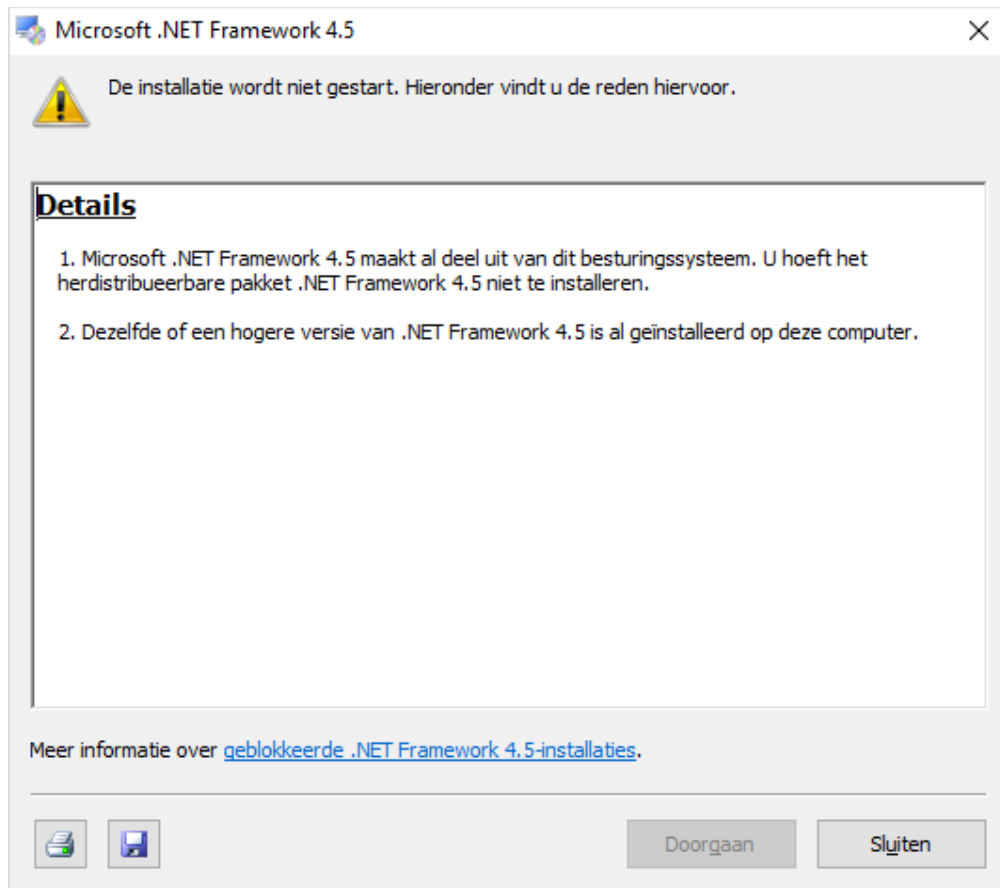 Microsoft .NET Framework 4.5
De installatie wordt niet gestart. Hieronder vindt u de reden hiervoor.
Details
1. Microsoft .NET Framework 4.5 maakt al deel uit van dit besturingssysteem. U hoeft het
herdistribueerbare pakket .NET Framework 4.5 niet te installeren.
2. Dezelfde of een hogere versie van .NET Framework 4.5 is al geïnstalleerd op deze computer.
Meer informatie over geblokkeerde .NET Framework 4.5-installaties.
Doorgaan
Sluiten